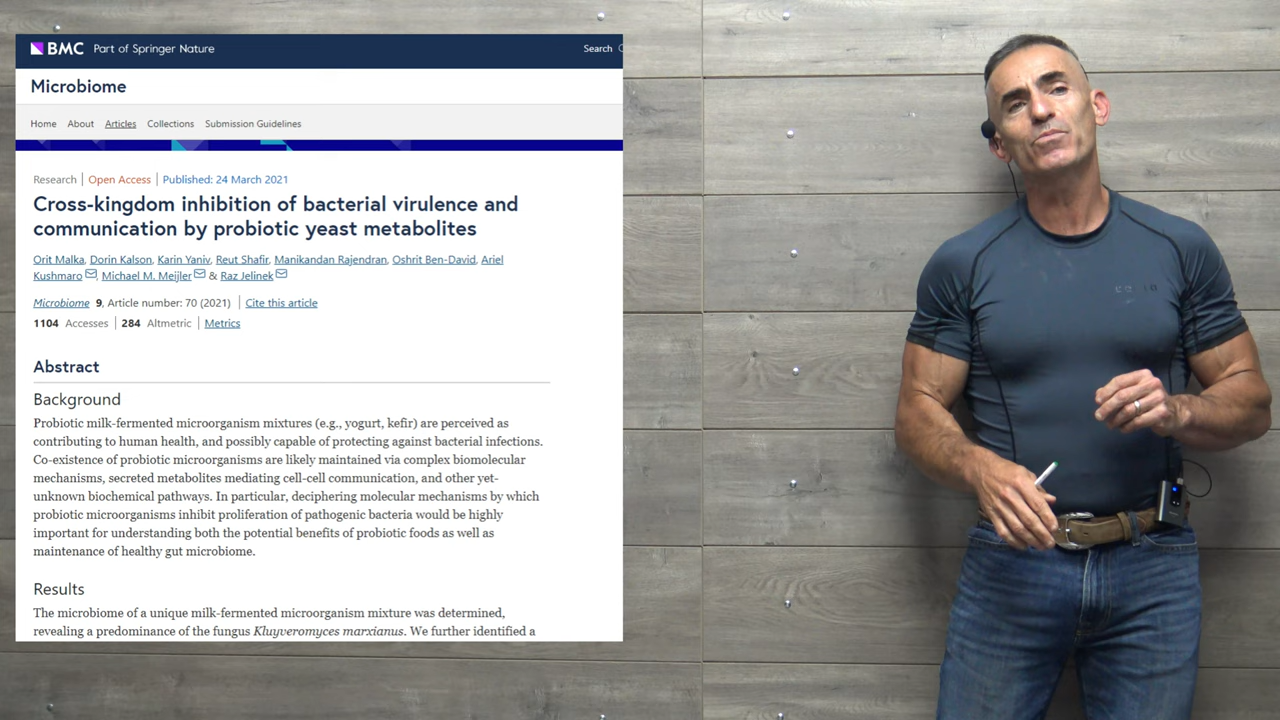 BMC Part of Springer Nature
Search
Microbiome
Home About Articles Collections Submission Guidelines
Research Open Access Published: 24 March 2021
Cross-kingdom inhibition of bacterial virulence and
communication by probiotic yeast metabolites
Orit Malka, Dorin Kalson, Karin Yaniv, Reut Shafir, Manikandan Rajendran, Oshrit Ben-David, Ariel
Kushmaro, Michael M. Meijler & Raz Jelinek
Microbiome 9, Article number: 70 (2021) Cite this article
1104 Accesses 284 Altmetric Metrics
Abstract
Background
Probiotic milk-fermented microorganism mixtures (e.g., yogurt, kefir) are perceived as
contributing to human health, and possibly capable of protecting against bacterial infections.
Co-existence of probiotic microorganisms are likely maintained via complex biomolecular
mechanisms, secreted metabolites mediating cell-cell communication, and other yet-
unknown biochemical pathways. In particular, deciphering molecular mechanisms by which
probiotic microorganisms inhibit proliferation of pathogenic bacteria would be highly
important for understanding both the potential benefits of probiotic foods as well as
maintenance of healthy gut microbiome.
Results
The microbiome of a unique milk-fermented microorganism mixture was determined,
revealing a predominance of the fungus Kluyveromyces marxianus. We further identified a